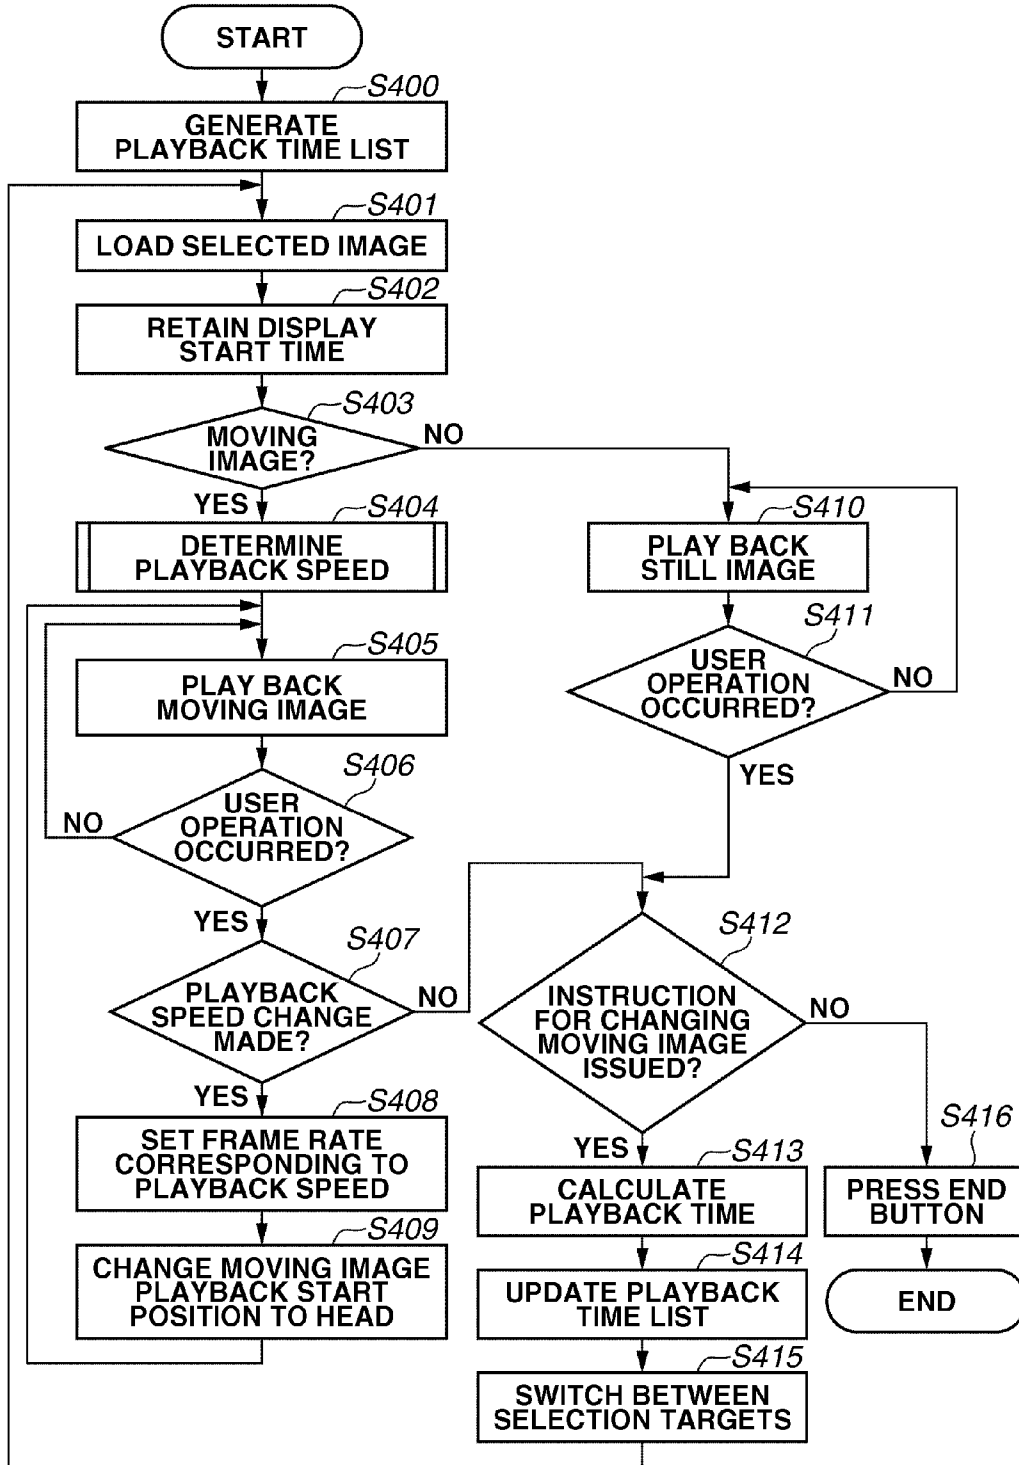 START
S400
GENERATE
PLAYBACK TIME LIST
S401
LOAD SELECTED IMAGE
S402
RETAIN DISPLAY
START TIME
S403
MOVING
IMAGE?
NO
YES
S404
DETERMINE
PLAYBACK SPEED
S405
PLAY BACK
MOVING IMAGE
S406
USER
OPERATION
OCCURRED?
NO
YES
S407
PLAYBACK
SPEED CHANGE
MADE?
NO
YES
S408
SET FRAME RATE
CORRESPONDING TO
PLAYBACK SPEED
S409
CHANGE MOVING IMAGE
PLAYBACK START
POSITION TO HEAD
S410
PLAY BACK
STILL IMAGE
S411
USER
OPERATION
OCCURRED?
NO
YES
S412
INSTRUCTION
FOR CHANGING
MOVING IMAGE
ISSUED?
NO
YES
S413
CALCULATE
PLAYBACK TIME
S414
UPDATE PLAYBACK
TIME LIST
S415
SWITCH BETWEEN
SELECTION TARGETS
S416
PRESS END
BUTTON
END